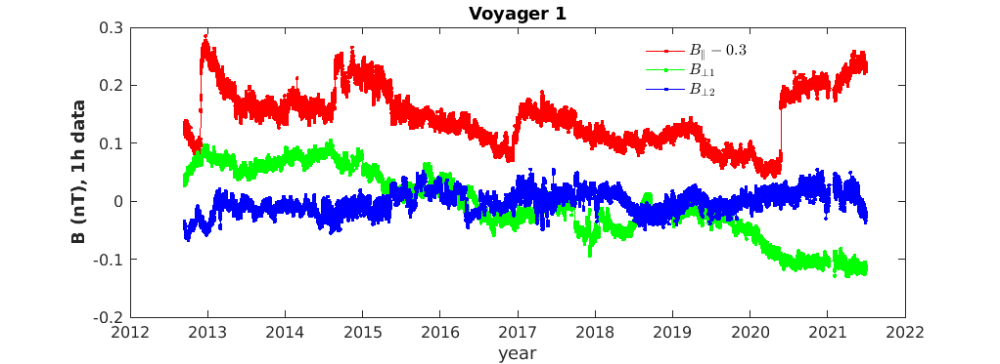 Voyager 1
B (nT), 1h data
0.3
0.2
0.1
0
-0.1
-0.2
B∥ − 0.3
B⊥1
B⊥2
2012 2013 2014 2015 2016 2017 2018 2019 2020 2021 2022
year